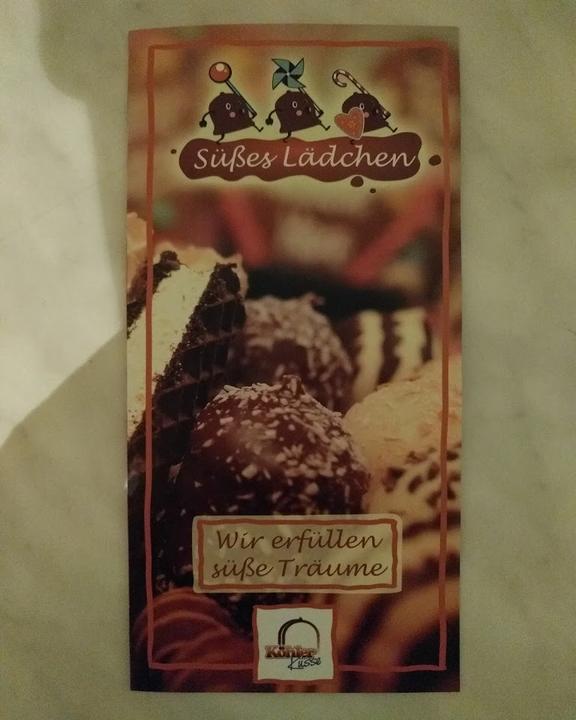 Süßes Lädchen
Wir erfüllen
süße Träume
Köhler
Küsse